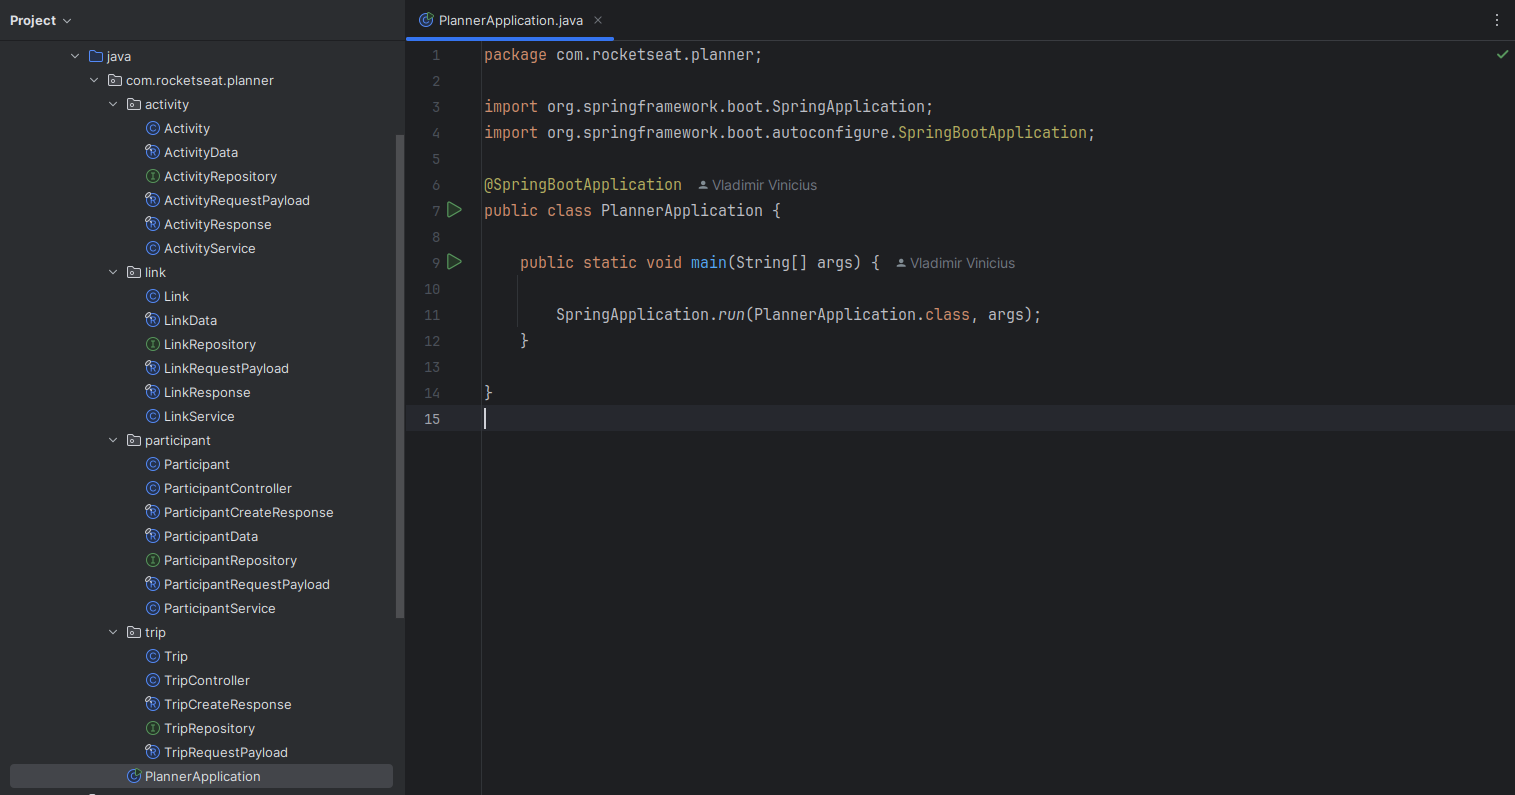 Project
java
com.rocketseat.planner
activity
Activity
ActivityData
ActivityRepository
ActivityRequestPayload
ActivityResponse
ActivityService
link
Link
LinkData
LinkRepository
LinkRequestPayload
LinkResponse
LinkService
participant
Participant
ParticipantController
ParticipantCreateResponse
ParticipantData
ParticipantRepository
ParticipantRequestPayload
ParticipantService
trip
Trip
TripController
TripCreateResponse
TripRepository
TripRequestPayload
PlannerApplication
PlannerApplication.java
1 package com.rocketseat.planner;
2
3 import org.springframework.boot.SpringApplication;
4 import org.springframework.boot.autoconfigure.SpringBootApplication;
5
6 @SpringBootApplication Vladimir Vinicius
7 public class PlannerApplication {
8
9 public static void main(String[] args) { Vladimir Vinicius
10
11 SpringApplication.run(PlannerApplication.class, args);
12 }
13
14 }
15